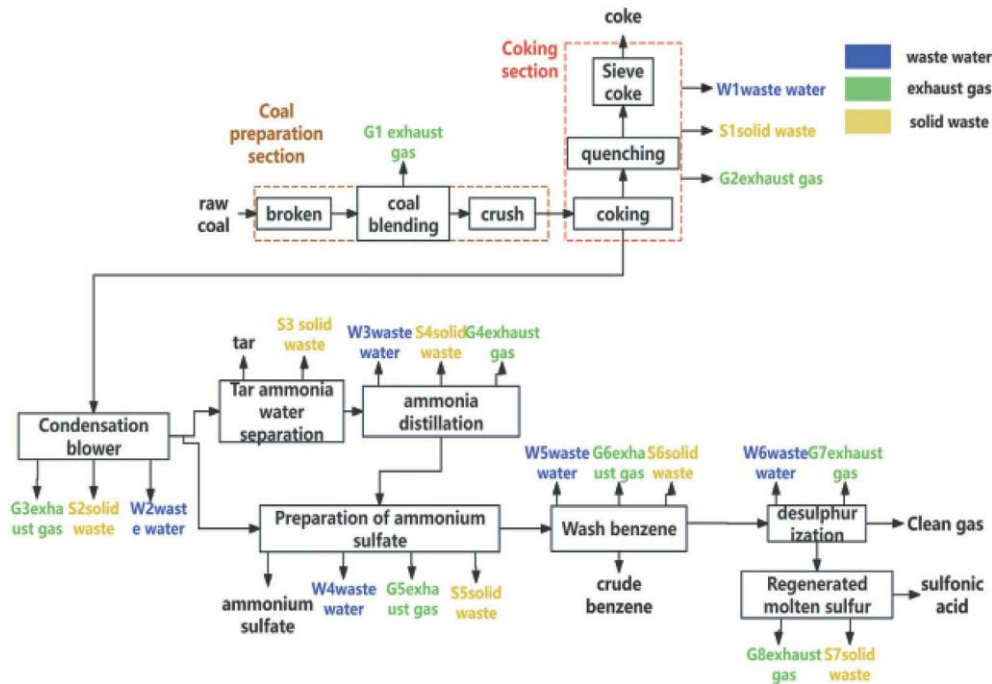 coke
Coking
section
Sieve
coke
waste water
exhaust gas
solid waste
W1waste water
S1solid waste
G2exhaust gas
Coal
preparation
section
G1 exhaust
gas
quenching
raw
coal
broken
coal
blending
crush
coking
tar
S3 solid
waste
W3waste
water
S4solid
waste
G4exhaust
gas
Condensation
blower
Tar ammonia
water
separation
ammonia
distillation
G3exha
ust gas
S2solid
waste
W2wast
e water
Preparation of ammonium
sulfate
W5waste
water
G6exha
ust gas
S6solid
waste
Wash benzene
W6waste
water
G7exhaust
gas
desulphur
ization
Clean gas
ammonium
sulfate
W4waste
water
G5exha
ust gas
S5solid
waste
crude
benzene
Regenerated
molten sulfur
sulfonic
acid
G8exhaust
gas
S7solid
waste